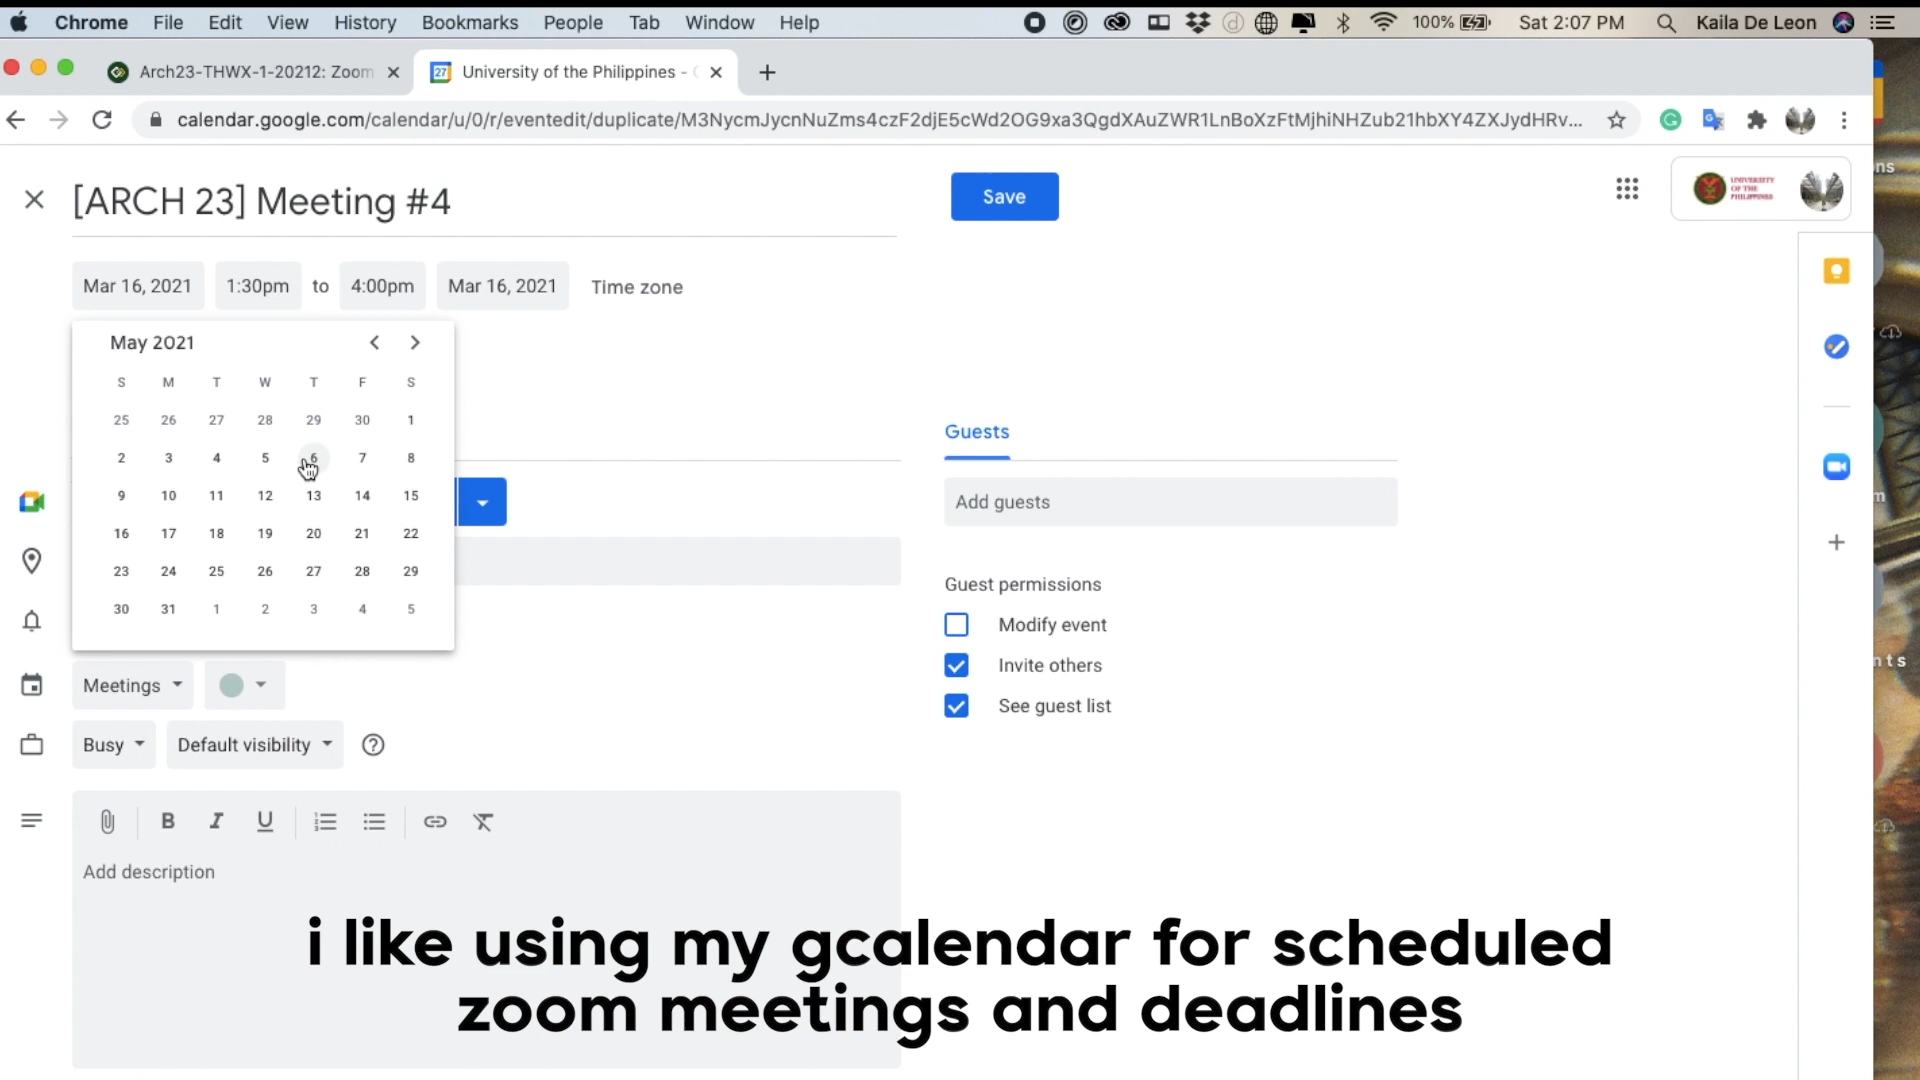 Chrome File Edit View History Bookmarks People Tab Window Help 100% Sat 2:07 PM Kaila De Leon
Arch23-THWX-1-20212: Zoom University of the Philippines -
calendar.google.com/calendar/u/0/r/eventedit/duplicate/M3NycmJycnNuZms4czF2djE5cWd2OG9xa3QgdXAuZWR1LnBoXzFtMjhiNHZub21hbXY4ZXJydHRv...
[ARCH 23] Meeting #4 Save
UNIVERSITY
OF THE
PHILIPPINES
Mar 16, 2021 1:30pm to 4:00pm Mar 16, 2021 Time zone
May 2021
S M T W T F S
25 26 27 28 29 30 1
2 3 4 5 6 7 8
9 10 11 12 13 14 15
16 17 18 19 20 21 22
23 24 25 26 27 28 29
30 31 1 2 3 4 5
Guests
Add guests
Guest permissions
Modify event
Invite others
See guest list
Meetings
Busy Default visibility
B I U
Add description
i like using my gcalendar for scheduled
zoom meetings and deadlines